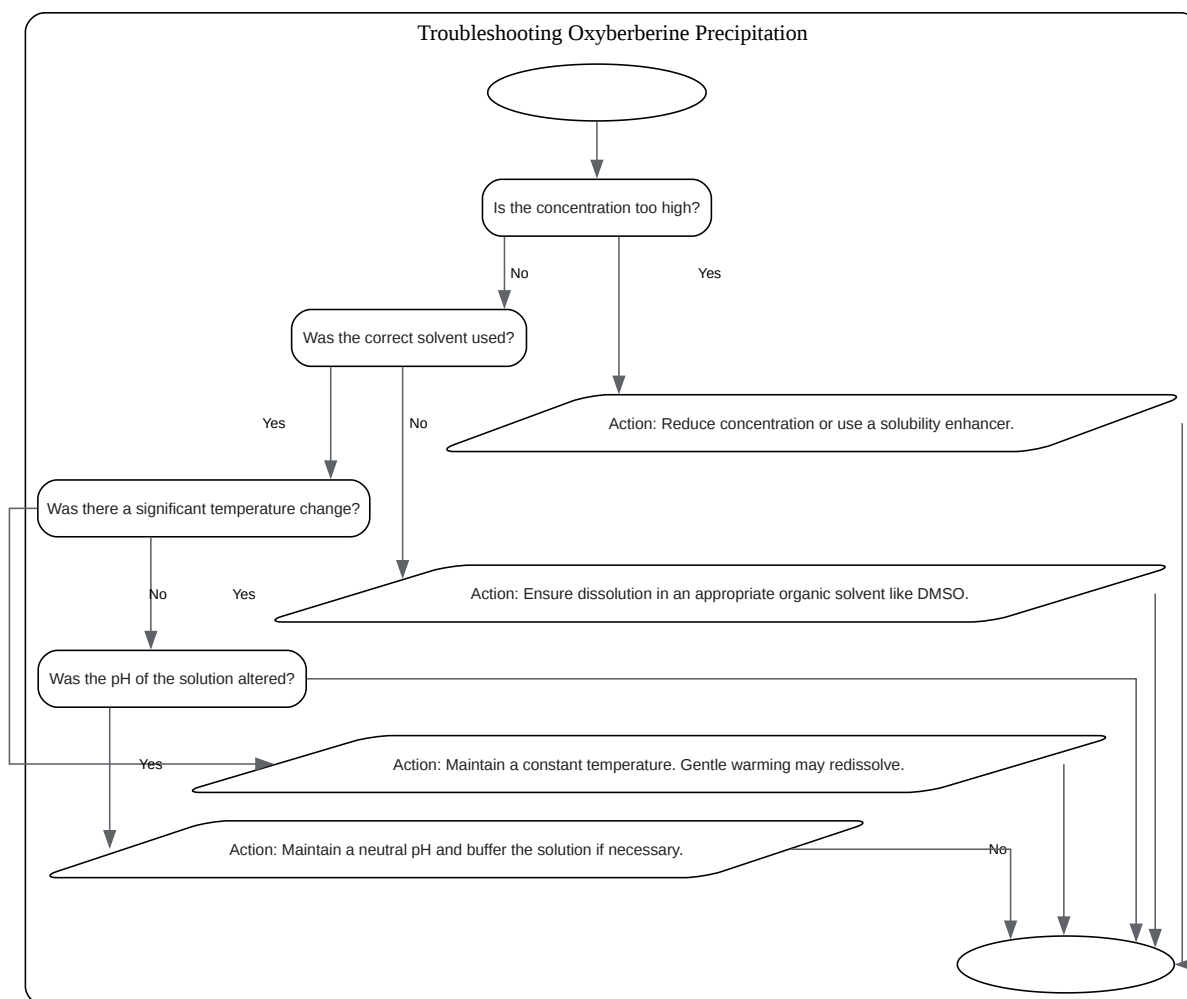 Troubleshooting Oxyberberine Precipitation
Is the concentration too high?
No
Yes
Was the correct solvent used?
Yes
No
Action: Reduce concentration or use a solubility enhancer.
Was there a significant temperature change?
No
Yes
Action: Ensure dissolution in an appropriate organic solvent like DMSO.
Was the pH of the solution altered?
Yes
Action: Maintain a constant temperature. Gentle warming may redissolve.
Action: Maintain a neutral pH and buffer the solution if necessary.
No